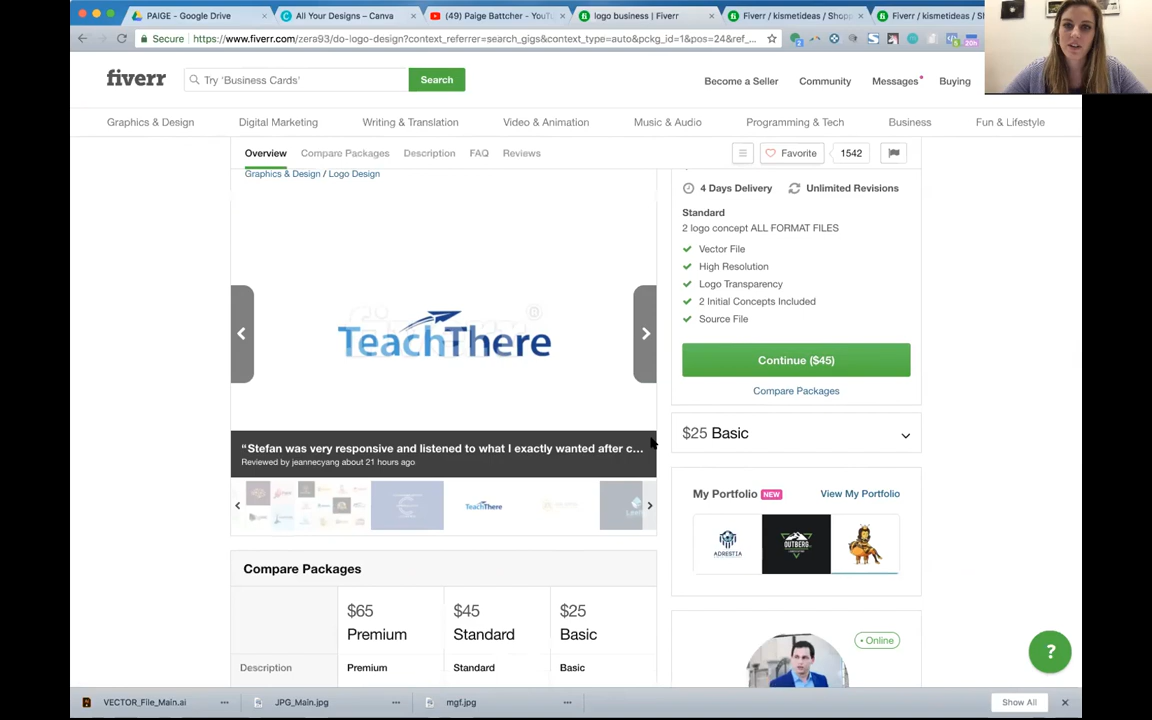 PAIGE - Google Drive
All Your Designs – Canva
(49) Paige Battcher - YouT
logo business | Fiverr
Fiverr / kismetideas / Shopp
Fiverr / kismetideas / Sh
Secure
https://www.fiverr.com/zera93/do-logo-design?context_referrer=search_gigs&context_type=auto&pckg_id=1&pos=24&ref_...
20h
fiverr
Try 'Business Cards'
Search
Become a Seller
Community
Messages
Buying
Graphics & Design
Digital Marketing
Writing & Translation
Video & Animation
Music & Audio
Programming & Tech
Business
Fun & Lifestyle
Overview
Compare Packages
Description
FAQ
Reviews
Favorite
1542
Graphics & Design / Logo Design
4 Days Delivery
Unlimited Revisions
Standard
2 logo concept ALL FORMAT FILES
Vector File
High Resolution
Logo Transparency
2 Initial Concepts Included
Source File
TeachThere
Continue ($45)
Compare Packages
$25 Basic
“Stefan was very responsive and listened to what I exactly wanted after c...
Reviewed by jeannecyang about 21 hours ago
TeachThere
My Portfolio NEW
View My Portfolio
ADRESTIA
OUTBERG
Compare Packages
$65
$45
$25
Premium
Standard
Basic
Online
Description
Premium
Standard
Basic
?
VECTOR_File_Main.ai
JPG_Main.jpg
mgf.jpg
Show All